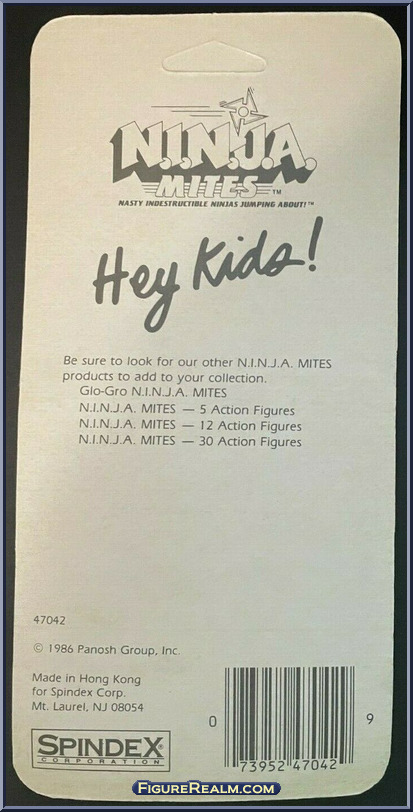 N.I.N.J.A.
MITES™
NASTY INDESTRUCTIBLE NINJAS JUMPING ABOUT!™
Hey Kids!
Be sure to look for our other N.I.N.J.A. MITES
products to add to your collection.
Glo-Gro N.I.N.J.A. MITES
N.I.N.J.A. MITES — 5 Action Figures
N.I.N.J.A. MITES — 12 Action Figures
N.I.N.J.A. MITES — 30 Action Figures
47042
© 1986 Panosh Group, Inc.
Made in Hong Kong
for Spindex Corp.
Mt. Laurel, NJ 08054
SPINDEX
CORPORATION
0 73952 47042 9
FIGUREREALM.COM